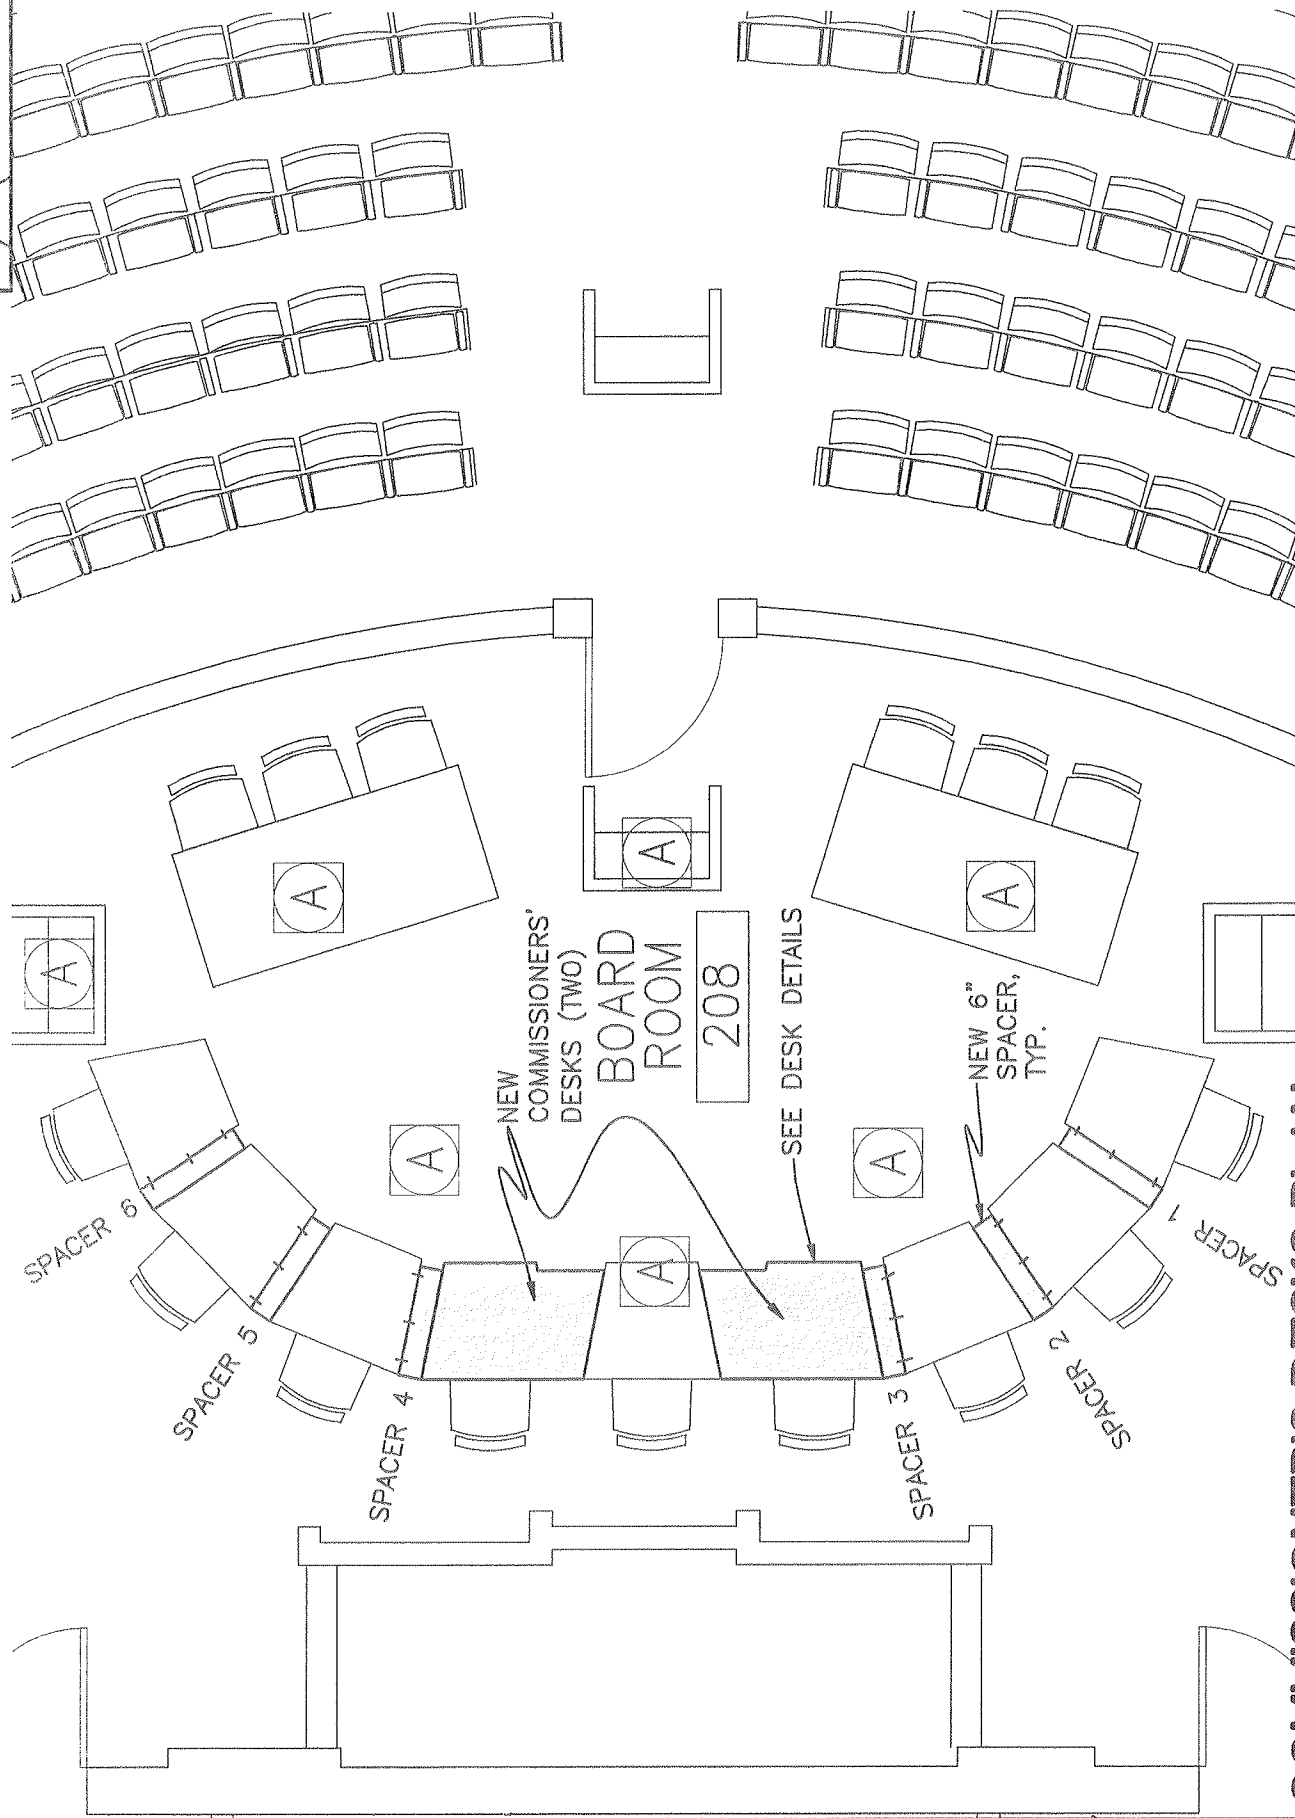 NEW
COMMISSIONERS'
DESKS (TWO)
BOARD
ROOM
208
SEE DESK DETAILS
NEW 6"
SPACER,
TYP.
SPACER 6
SPACER 5
SPACER 4
SPACER 3
SPACER 2
SPACER 1
A
A
A
A
A
A
A